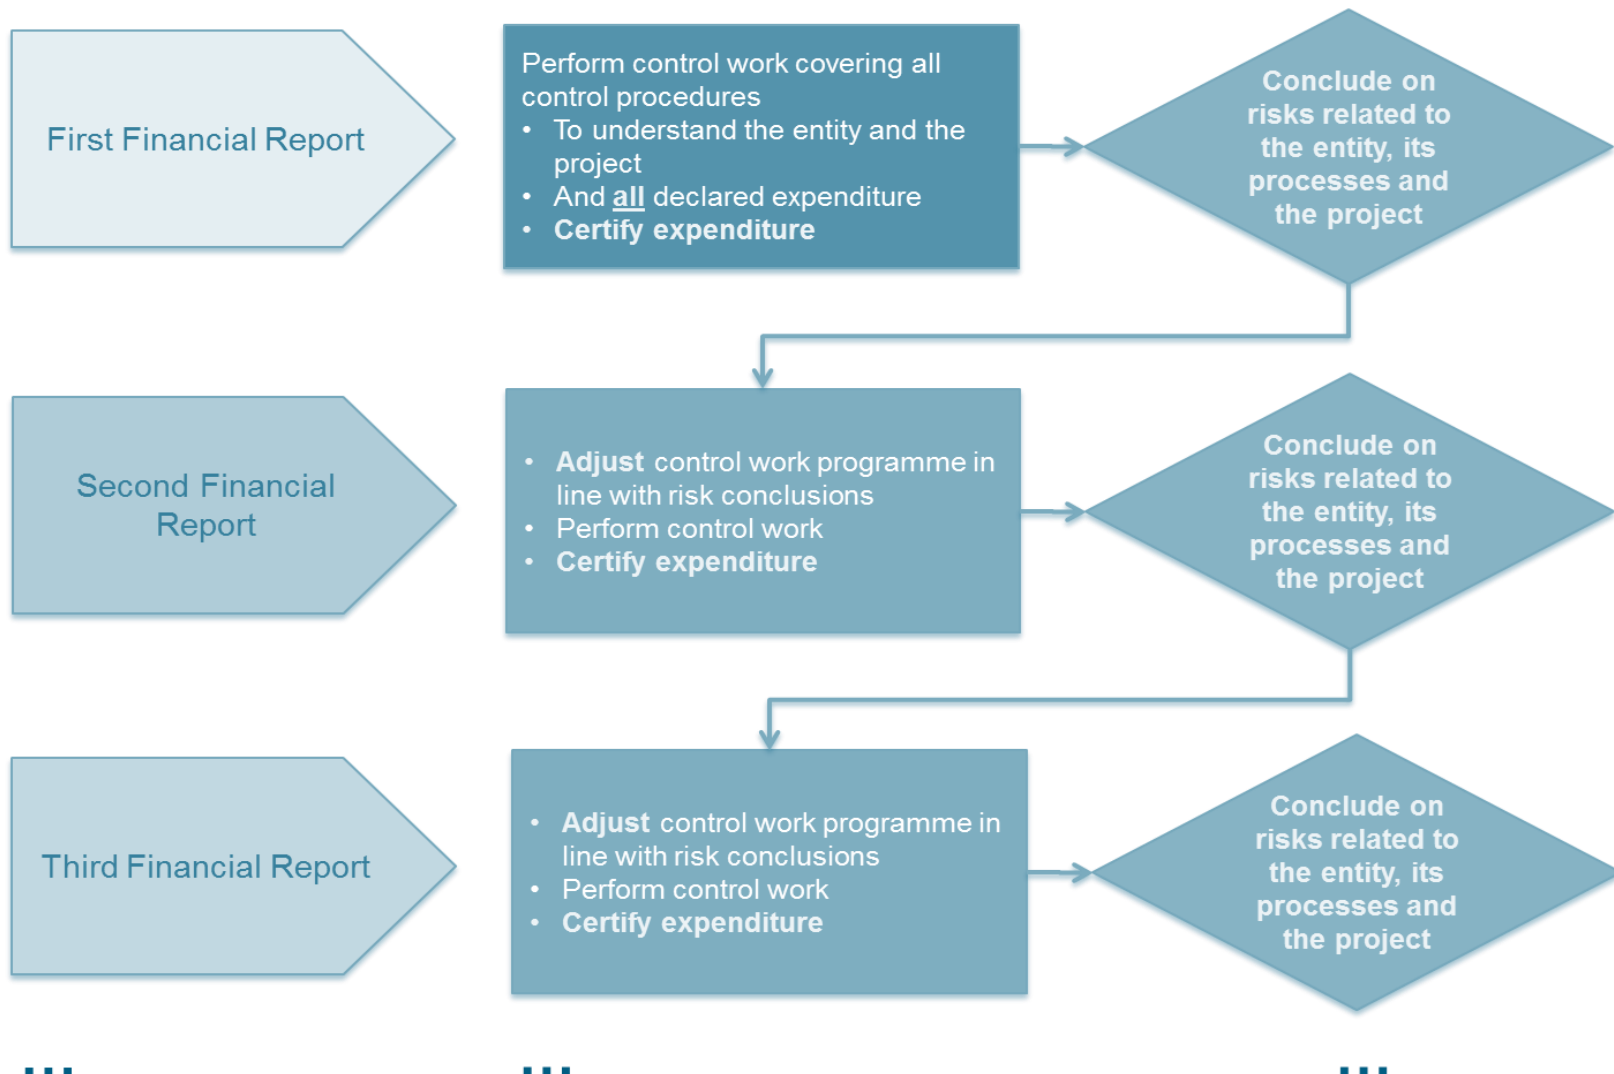 First Financial Report
Perform control work covering all
control procedures
• To understand the entity and the
project
• And all declared expenditure
• Certify expenditure
Conclude on
risks related to
the entity, its
processes and
the project
Second Financial
Report
• Adjust control work programme in
line with risk conclusions
• Perform control work
• Certify expenditure
Conclude on
risks related to
the entity, its
processes and
the project
Third Financial Report
• Adjust control work programme in
line with risk conclusions
• Perform control work
• Certify expenditure
Conclude on
risks related to
the entity, its
processes and
the project
... ... ...